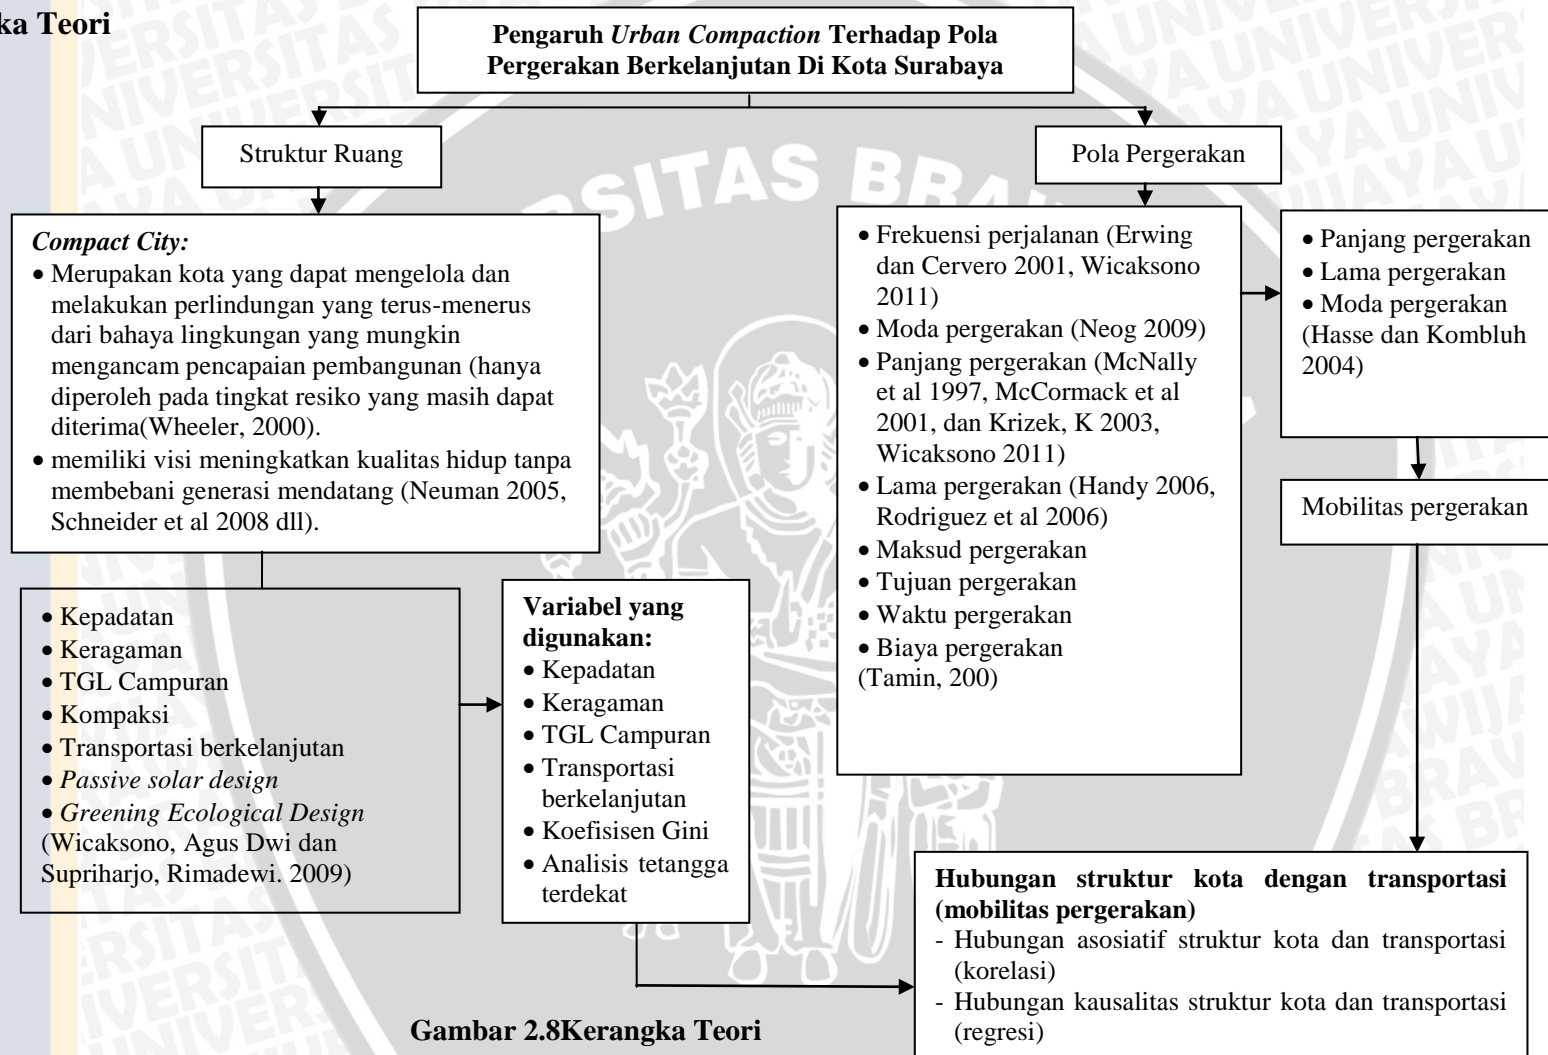 ka Teori
Pengaruh Urban Compaction Terhadap Pola
Pergerakan Berkelanjutan Di Kota Surabaya
Struktur Ruang
Pola Pergerakan
Compact City:
• Merupakan kota yang dapat mengelola dan
melakukan perlindungan yang terus-menerus
dari bahaya lingkungan yang mungkin
mengancam pencapaian pembangunan (hanya
diperoleh pada tingkat resiko yang masih dapat
diterima(Wheeler, 2000).
• memiliki visi meningkatkan kualitas hidup tanpa
membebani generasi mendatang (Neuman 2005,
Schneider et al 2008 dll).
• Kepadatan
• Keragaman
• TGL Campuran
• Kompaksi
• Transportasi berkelanjutan
• Passive solar design
• Greening Ecological Design
(Wicaksono, Agus Dwi dan
Supriharjo, Rimadewi. 2009)
Variabel yang
digunakan:
• Kepadatan
• Keragaman
• TGL Campuran
• Transportasi
berkelanjutan
• Koefisisen Gini
• Analisis tetangga
terdekat
• Frekuensi perjalanan (Erwing
dan Cervero 2001, Wicaksono
2011)
• Moda pergerakan (Neog 2009)
• Panjang pergerakan (McNally
et al 1997, McCormack et al
2001, dan Krizek, K 2003,
Wicaksono 2011)
• Lama pergerakan (Handy 2006,
Rodriguez et al 2006)
• Maksud pergerakan
• Tujuan pergerakan
• Waktu pergerakan
• Biaya pergerakan
(Tamin, 200)
• Panjang pergerakan
• Lama pergerakan
• Moda pergerakan
(Hasse dan Kombluh
2004)
Mobilitas pergerakan
Hubungan struktur kota dengan transportasi
(mobilitas pergerakan)
- Hubungan asosiatif struktur kota dan transportasi
(korelasi)
- Hubungan kausalitas struktur kota dan transportasi
(regresi)
Gambar 2.8Kerangka Teori